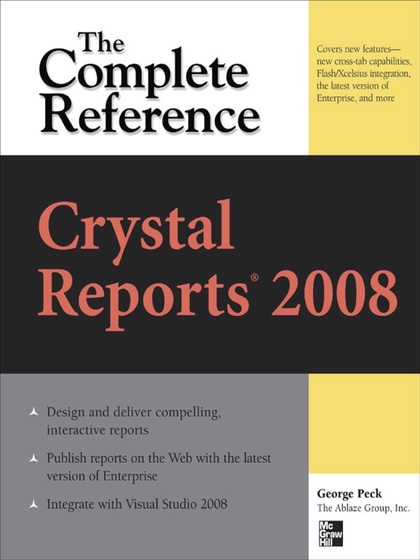 The
Complete
Reference
Covers new features—
new cross-tab capabilities,
Flash/Xcelsius integration,
the latest version of
Enterprise, and more
Crystal
Reports® 2008
Design and deliver compelling,
interactive reports
Publish reports on the Web with the latest
version of Enterprise
Integrate with Visual Studio 2008
George Peck
The Ablaze Group, Inc.
Mc
Graw
Hill